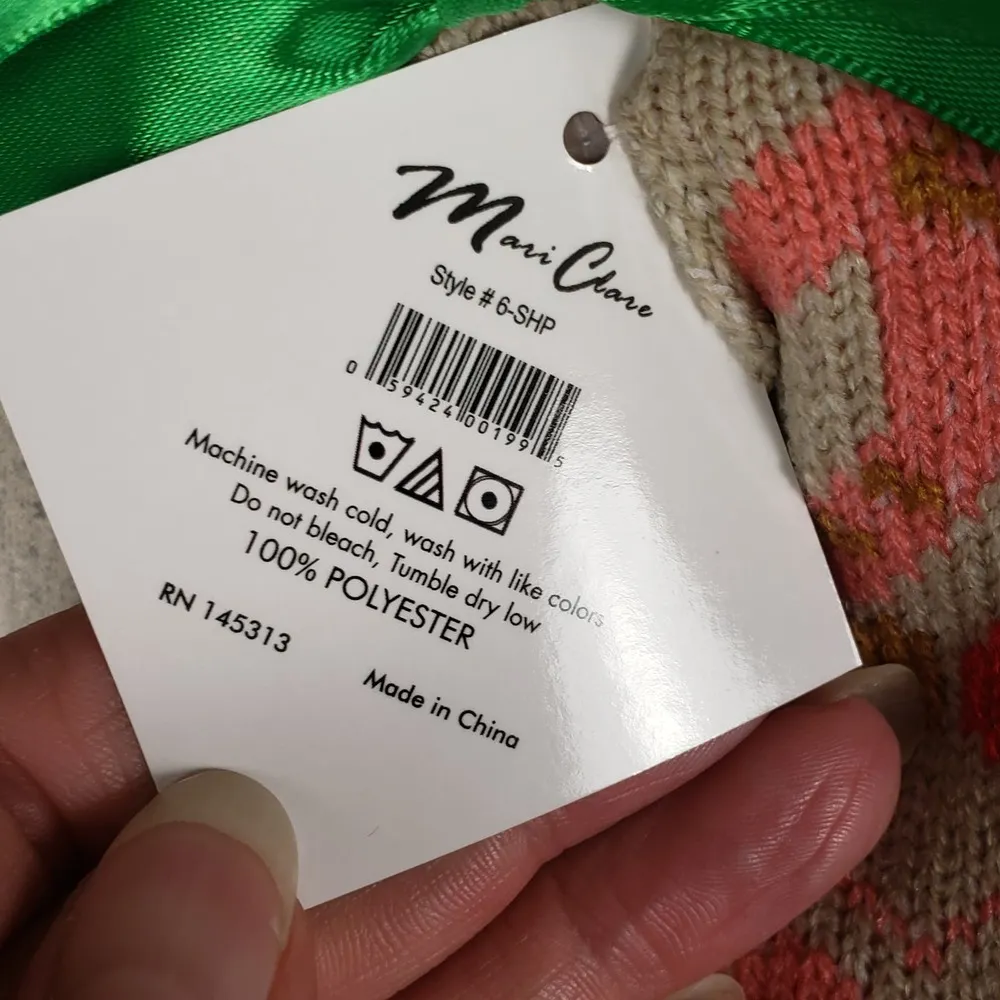 Mari Clare
Style # 6-SHP
0 59424 00199 5
Machine wash cold, wash with like colors
Do not bleach, Tumble dry low
100% POLYESTER
RN 145313
Made in China